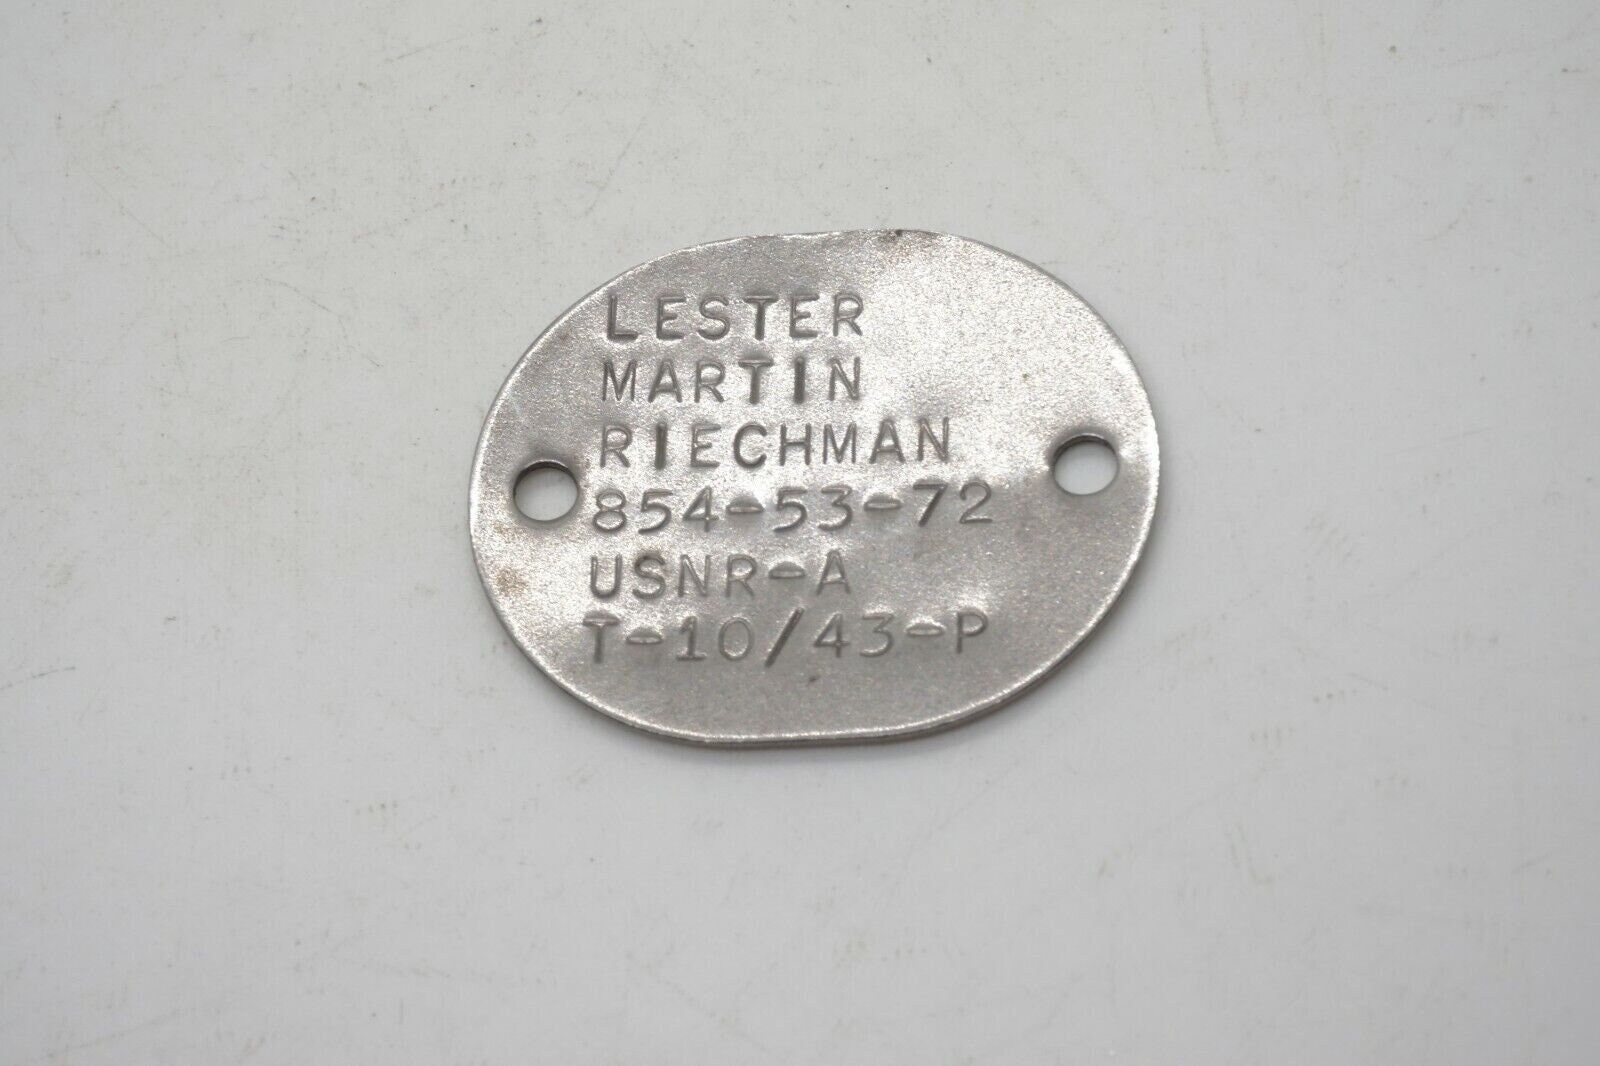 LESTER
MARTIN
RIECHMAN
854-53-72
USNR-A
T-10/43-P